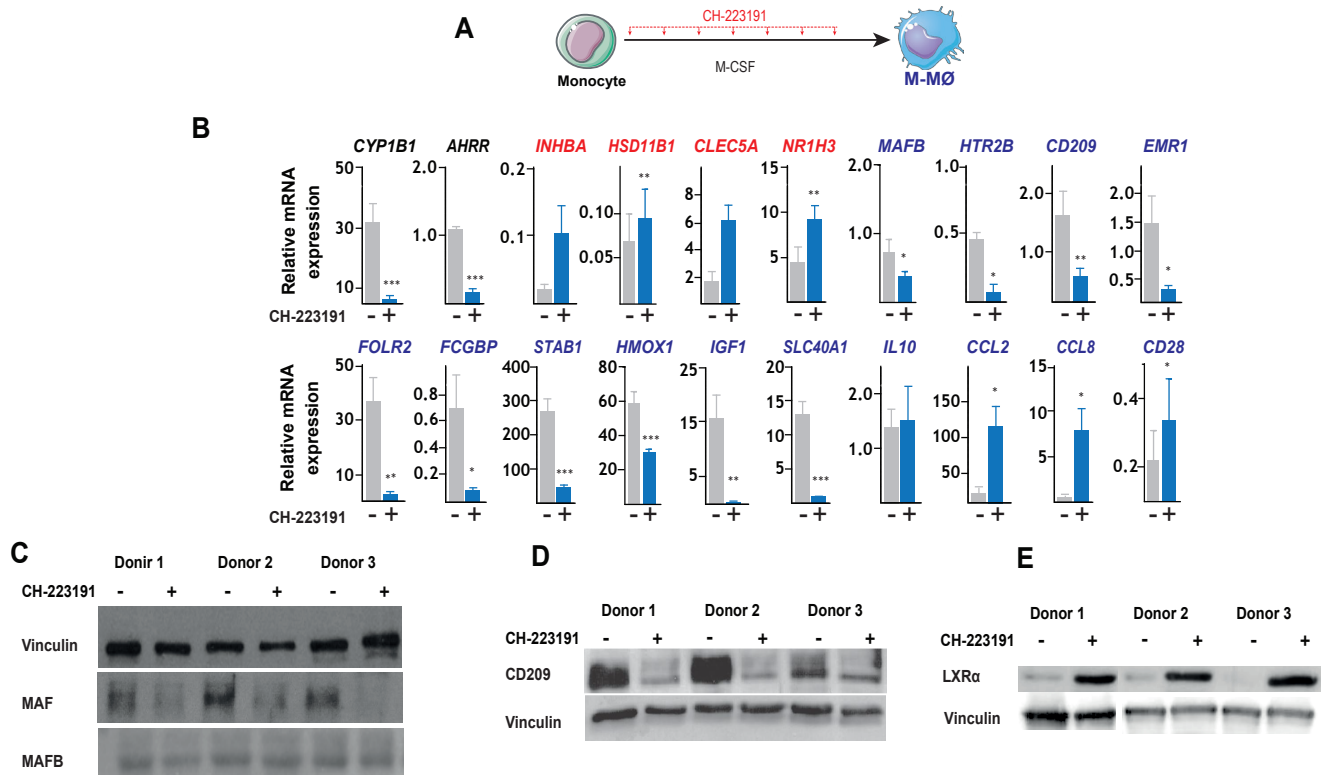 A
CH-223191
M-CSF
Monocyte
M-MØ
B
CYP1B1 AHRR INHBA HSD11B1 CLEC5A NR1H3 MAFB HTR2B CD209 EMR1
Relative mRNA
expression
50 30 10
2.0 1.0
0.2 0.1
0.10 0.05
8 6 4 2
15 10 5
2.0 1.0
1.0 0.5
2.0 1.0
2.0 1.5 1.0 0.5
*** *** ** ** * * ** *
CH-223191 - + - + - + - + - + - + - + - + - + - +
FOLR2 FCGBP STAB1 HMOX1 IGF1 SLC40A1 IL10 CCL2 CCL8 CD28
Relative mRNA
expression
50 30 10
0.8 0.6 0.4 0.2
400 300 200 100
80 60 40 20 0
25 15 5
20 15 10 5
2.0 1.0
150 100 50
15 10 5
0.4 0.2
** * *** *** ** *** * * *
CH-223191 - + - + - + - + - + - + - + - + - + - +
C
Donir 1 Donor 2 Donor 3
CH-223191 - + - + - +
Vinculin
MAF
MAFB
D
Donor 1 Donor 2 Donor 3
CH-223191 - + - + - +
CD209
Vinculin
E
Donor 1 Donor 2 Donor 3
CH-223191 - + - + - +
LXRα
Vinculin